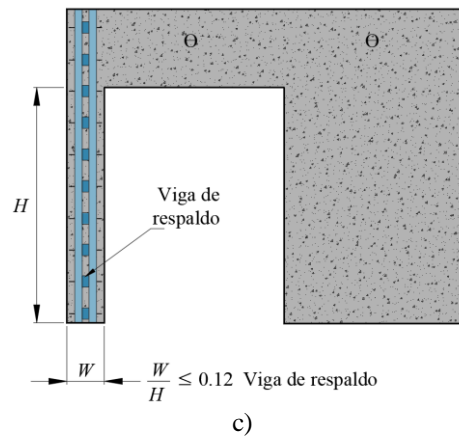 O O
H
Viga de
respaldo
W
W/H ≤ 0.12 Viga de respaldo
c)